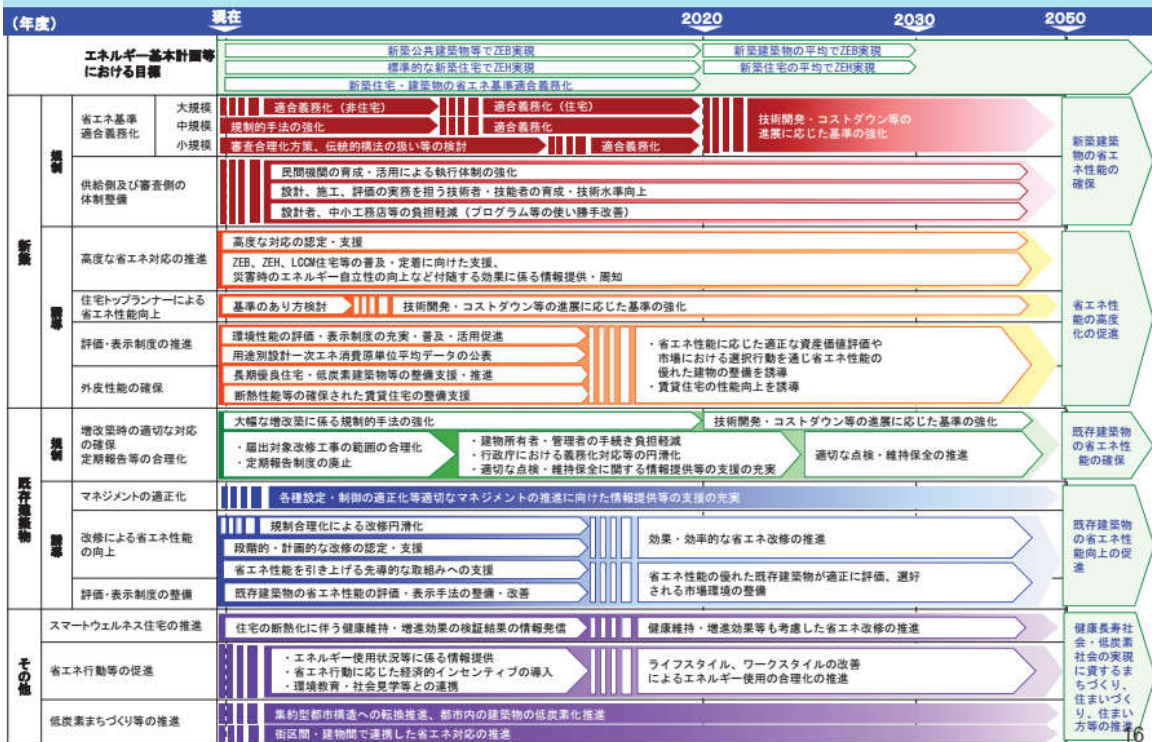 （年度）
現在
2020
2030
2050
エネルギー基本計画等
における目標
新築公共建築物等でZEB実現
新築建築物の平均でZEB実現
標準的な新築住宅でZEH実現
新築住宅の平均でZEH実現
新築住宅・建築物の省エネ基準適合義務化
新築
規制
省エネ基準
適合義務化
大規模
適合義務化（非住宅）
適合義務化（住宅）
中規模
規制的手法の強化
適合義務化
小規模
審査合理化方策、伝統的構法の扱い等の検討
適合義務化
技術開発・コストダウン等の
進展に応じた基準の強化
新築建築
物の省エ
ネ性能の
確保
供給側及び審査側の
体制整備
民間機関の育成・活用による執行体制の強化
設計、施工、評価の実務を担う技術者・技能者の育成・技術水準向上
設計者、中小工務店等の負担軽減（プログラム等の使い勝手改善）
誘導
高度な省エネ対応の推進
高度な対応の認定・支援
ZEB、ZEH、LCCM住宅等の普及・定着に向けた支援、
災害時のエネルギー自立性の向上など付随する効果に係る情報提供・周知
住宅トップランナーによる
省エネ性能向上
基準のあり方検討
技術開発・コストダウン等の進展に応じた基準の強化
省エネ性
能の高度
化の促進
評価・表示制度の推進
環境性能の評価・表示制度の充実・普及・活用促進
用途別設計一次エネ消費原単位平均データの公表
外皮性能の確保
長期優良住宅・低炭素建築物等の整備支援・推進
断熱性能等の確保された賃貸住宅の整備支援
・省エネ性能に応じた適正な資産価値評価や
市場における選択行動を通じ省エネ性能の
優れた建物の整備を誘導
・賃貸住宅の性能向上を誘導
既存建築物
規制
増改築時の適切な対応
の確保
定期報告等の合理化
大幅な増改築に係る規制的手法の強化
技術開発・コストダウン等の進展に応じた基準の強化
・届出対象改修工事の範囲の合理化
・定期報告制度の廃止
・建物所有者・管理者の手続き負担軽減
・行政庁における義務化対応等の円滑化
・適切な点検・維持保全に関する情報提供等の支援の充実
適切な点検・維持保全の推進
既存建築物
の省エネ性
能の確保
誘導
マネジメントの適正化
各種設定・制御の適正化等適切なマネジメントの推進に向けた情報提供等の支援の充実
改修による省エネ性能
の向上
規制合理化による改修円滑化
段階的・計画的な改修の認定・支援
省エネ性能を引き上げる先導的な取組みへの支援
効果・効率的な省エネ改修の推進
既存建築物
の省エネ性
能向上の促
進
評価・表示制度の整備
既存建築物の省エネ性能の評価・表示手法の整備・改善
省エネ性能の優れた既存建築物が適正に評価、選好
される市場環境の整備
その他
スマートウェルネス住宅の推進
住宅の断熱化に伴う健康維持・増進効果の検証結果の情報発信
健康維持・増進効果等も考慮した省エネ改修の推進
省エネ行動等の促進
・エネルギー使用状況等に係る情報提供
・省エネ行動に応じた経済的インセンティブの導入
・環境教育・社会見学等との連携
ライフスタイル、ワークスタイルの改善
によるエネルギー使用の合理化の推進
低炭素まちづくり等の推進
集約型都市構造への転換推進、都市内の建築物の低炭素化推進
街区間・建物間で連携した省エネ対応の推進
健康長寿社
会・低炭素
社会の実現
に資するま
ちづくり、
住まいづく
り、住まい
方等の推進
16